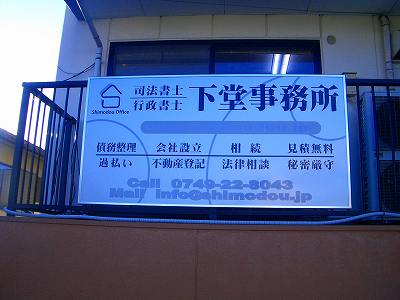 司法書士
行政書士
下堂事務所
Shimodou Office
債務整理 会社設立 相続 見積無料
過払い 不動産登記 法律相談 秘密厳守
Call 0749-22-8043
Mail info@shimodou.jp